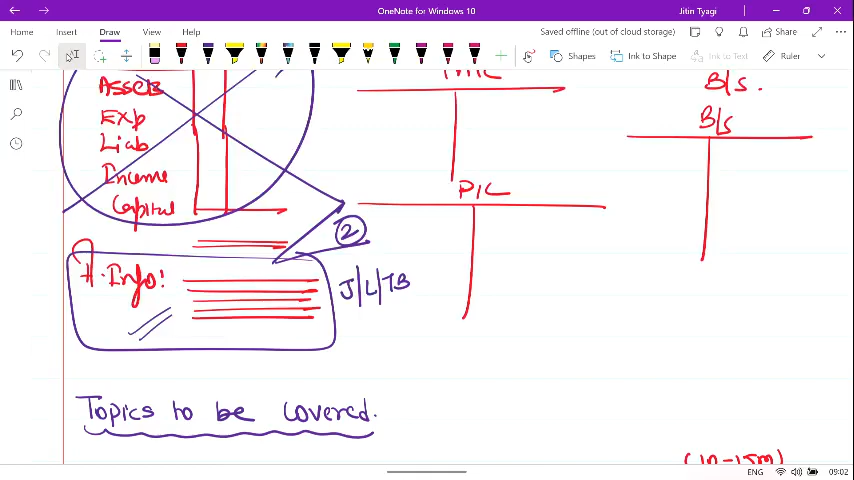 OneNote for Windows 10
Jitin Tyagi
Home Insert Draw View Help
Saved offline (out of cloud storage)
Share
Shapes
Ink to Shape
Ink to Text
Ruler
Assets
Exp
Liab
Income
Capital
B/S.
B/S
P/L
2
A. Info!
J/L/TB
Topics to be covered.
ENG
09:02